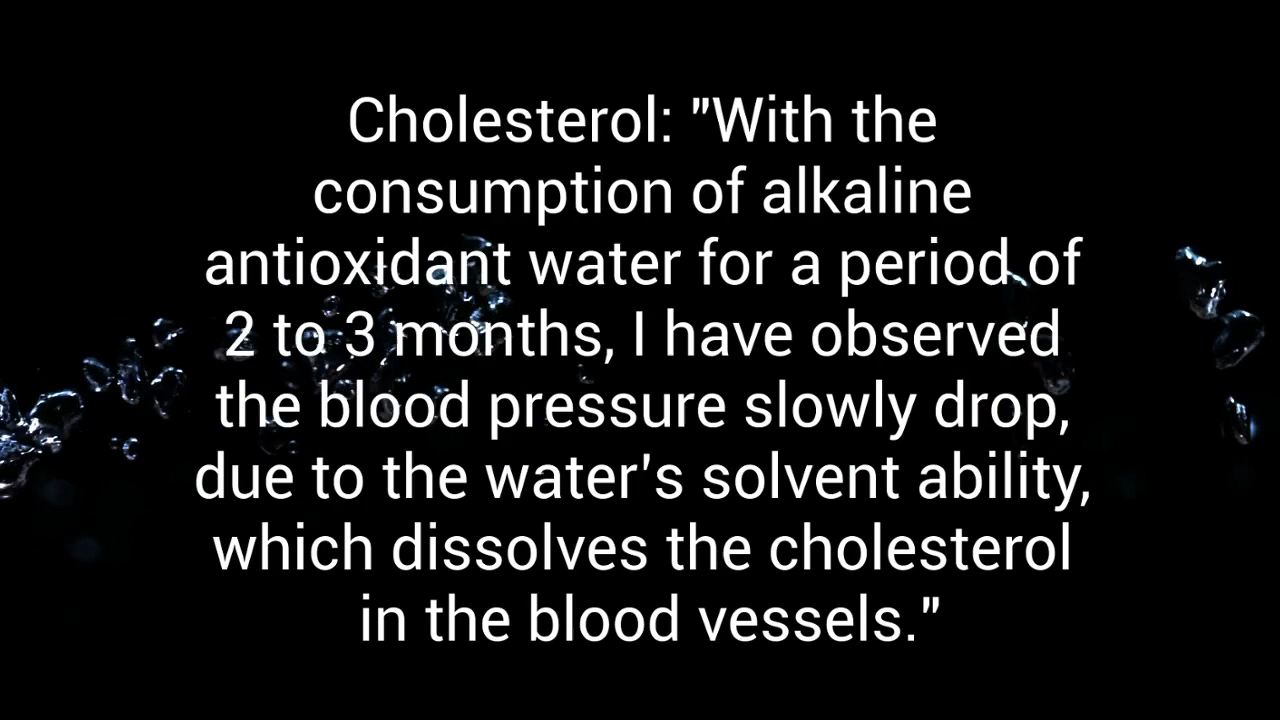 Cholesterol: "With the
consumption of alkaline
antioxidant water for a period of
2 to 3 months, I have observed
the blood pressure slowly drop,
due to the water's solvent ability,
which dissolves the cholesterol
in the blood vessels."